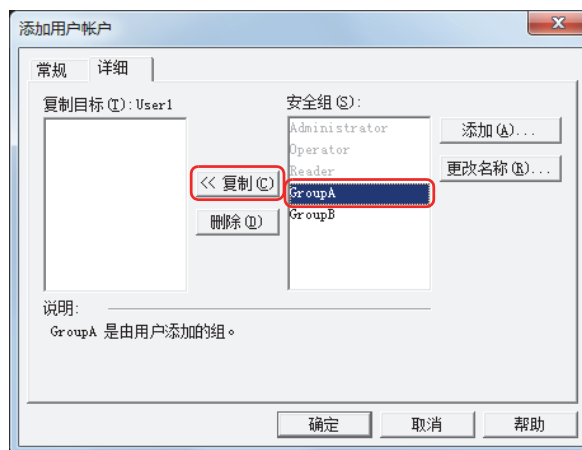 添加用户帐户
常规
详细
复制目标(T):User1
安全组(S):
Administrator
Operator
Reader
GroupA
GroupB
<< 复制(C)
删除(D)
添加(A)...
更改名称(R)...
说明:
GroupA 是由用户添加的组。
确定
取消
帮助